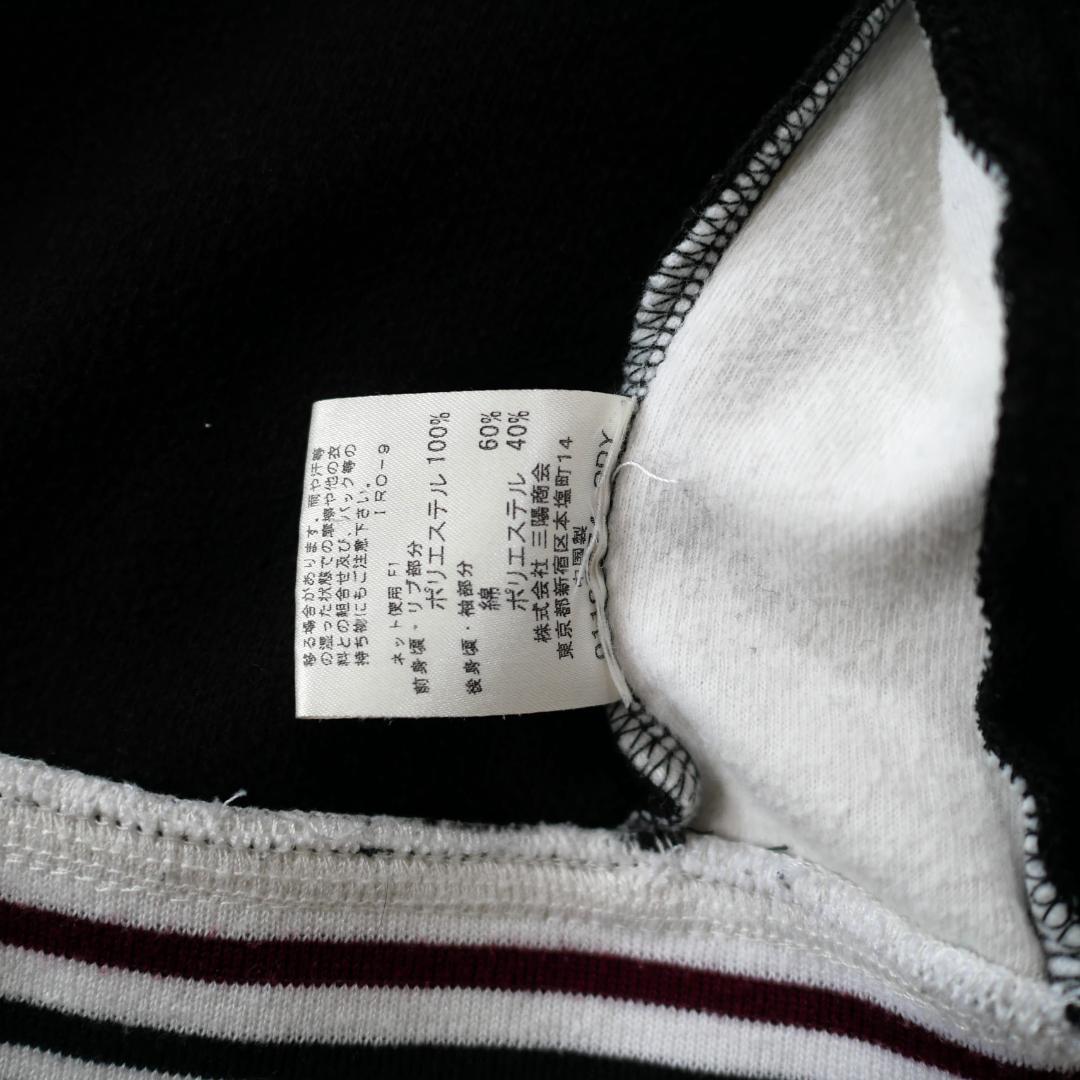 移る場合があります。雨や汗等
の湿った状態での摩擦や他の衣
料との組合せ及び、バック等の
持ち物にもご注意下さい。
IRO-9
ネット使用 F1
前身頃・リブ部分
ポリエステル 100%
後身頃・袖部分
綿 60%
ポリエステル 40%
株式会社 三陽商会
東京都新宿区本塩町14
中国製